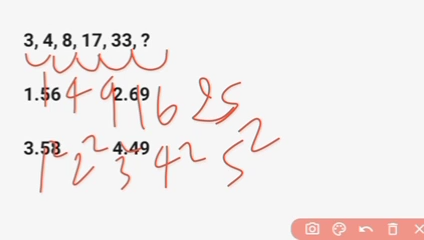 3, 4, 8, 17, 33, ?
1 4 9 16 25
1.56 2.69
3.58 4.49
1² 2² 3² 4² 5²